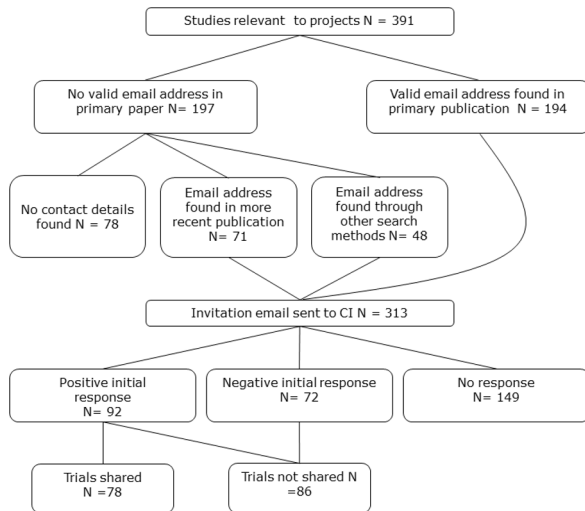 Studies relevant to projects N = 391
No valid email address in
primary paper N= 197
Valid email address found in
primary publication N = 194
No contact details
found N = 78
Email address
found in more
recent publication
N= 71
Email address
found through
other search
methods N= 48
Invitation email sent to CI N = 313
Positive initial
response
N= 92
Negative initial response
N= 72
No response
N= 149
Trials shared
N =78
Trials not shared N
=86